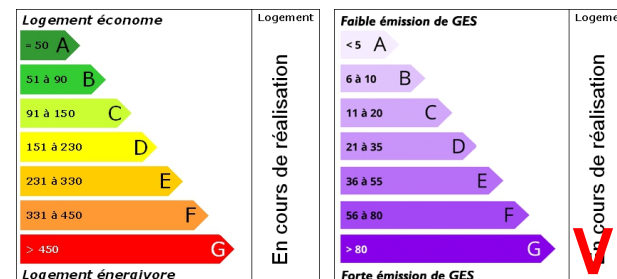 Logement économe
Logement
≈ 50 A
51 à 90 B
91 à 150 C
151 à 230 D
231 à 330 E
331 à 450 F
> 450 G
Logement énergivore
En cours de réalisation
Faible émission de GES
Logeme
< 5 A
6 à 10 B
11 à 20 C
21 à 35 D
36 à 55 E
56 à 80 F
> 80 G
Forte émission de GES
En cours de réalisation
V